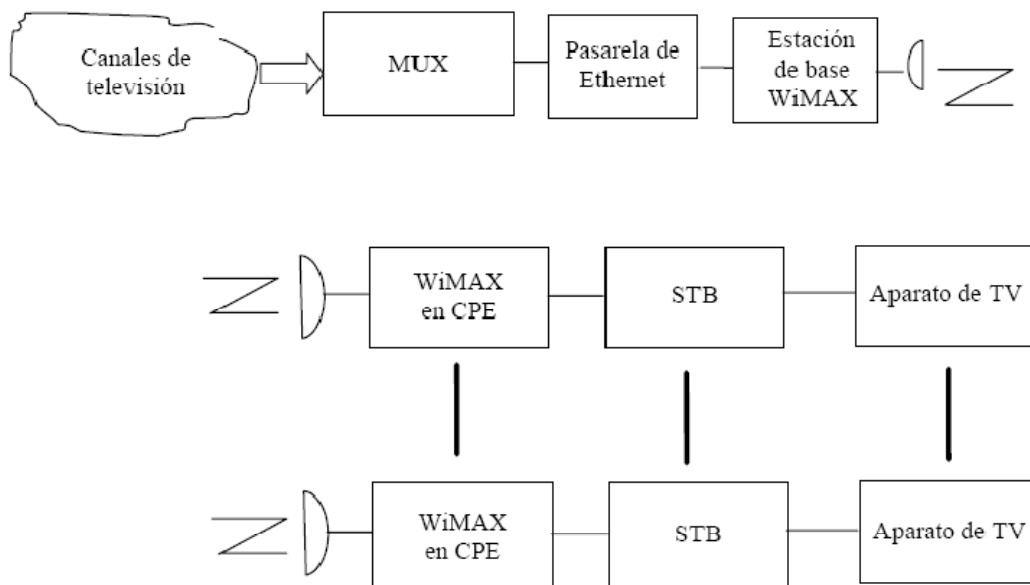 Canales de
televisión
MUX
Pasarela de
Ethernet
Estación
de base
WiMAX
WiMAX
en CPE
STB
Aparato de TV
WiMAX
en CPE
STB
Aparato de TV